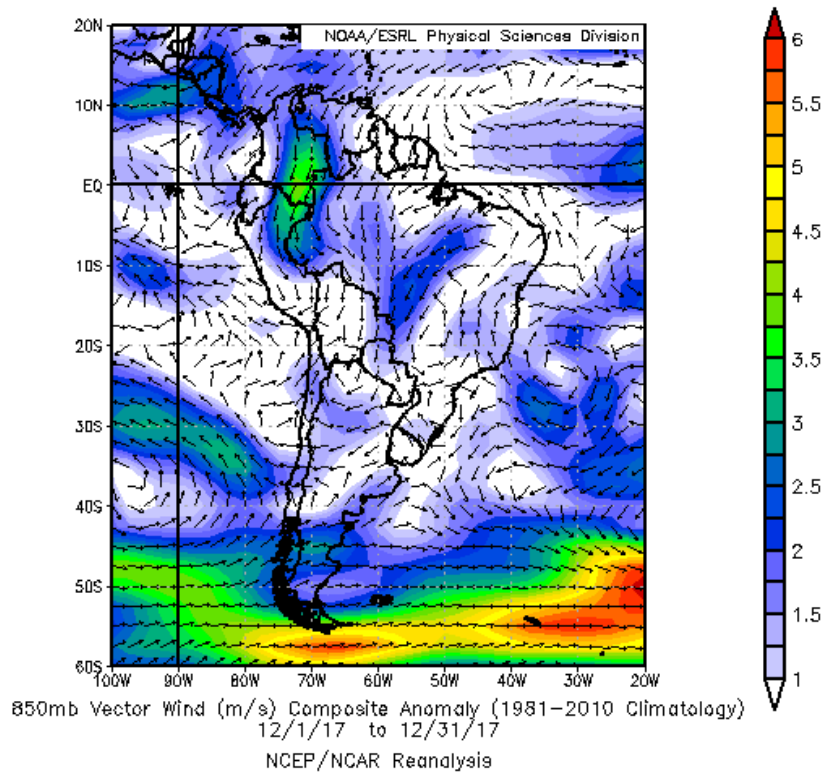 NOAA/ESRL Physical Sciences Division
20N
10N
EQ
10S
20S
30S
40S
50S
60S
100W 90W 80W 70W 60W 50W 40W 30W 20W
6
5.5
5
4.5
4
3.5
3
2.5
2
1.5
1
850mb Vector Wind (m/s) Composite Anomaly (1981-2010 Climatology)
12/1/17 to 12/31/17
NCEP/NCAR Reanalysis